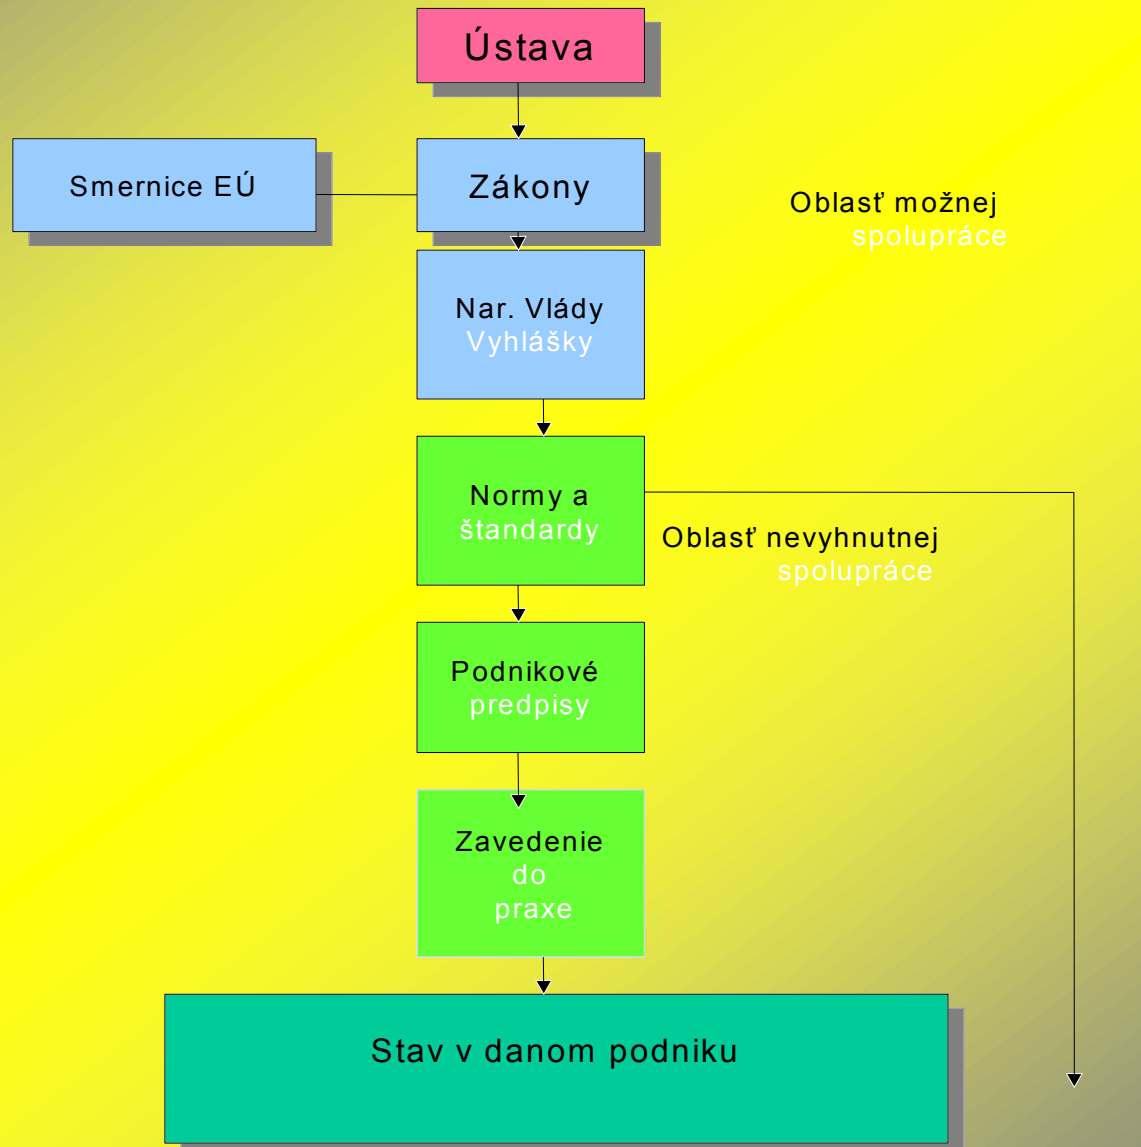 Ústava
Smernice EÚ
Zákony
Oblasť možnej
spolupráce
Nar. Vlády
Vyhlášky
Normy a
štandardy
Oblasť nevyhnutnej
spolupráce
Podnikové
predpisy
Zavedenie
do
praxe
Stav v danom podniku